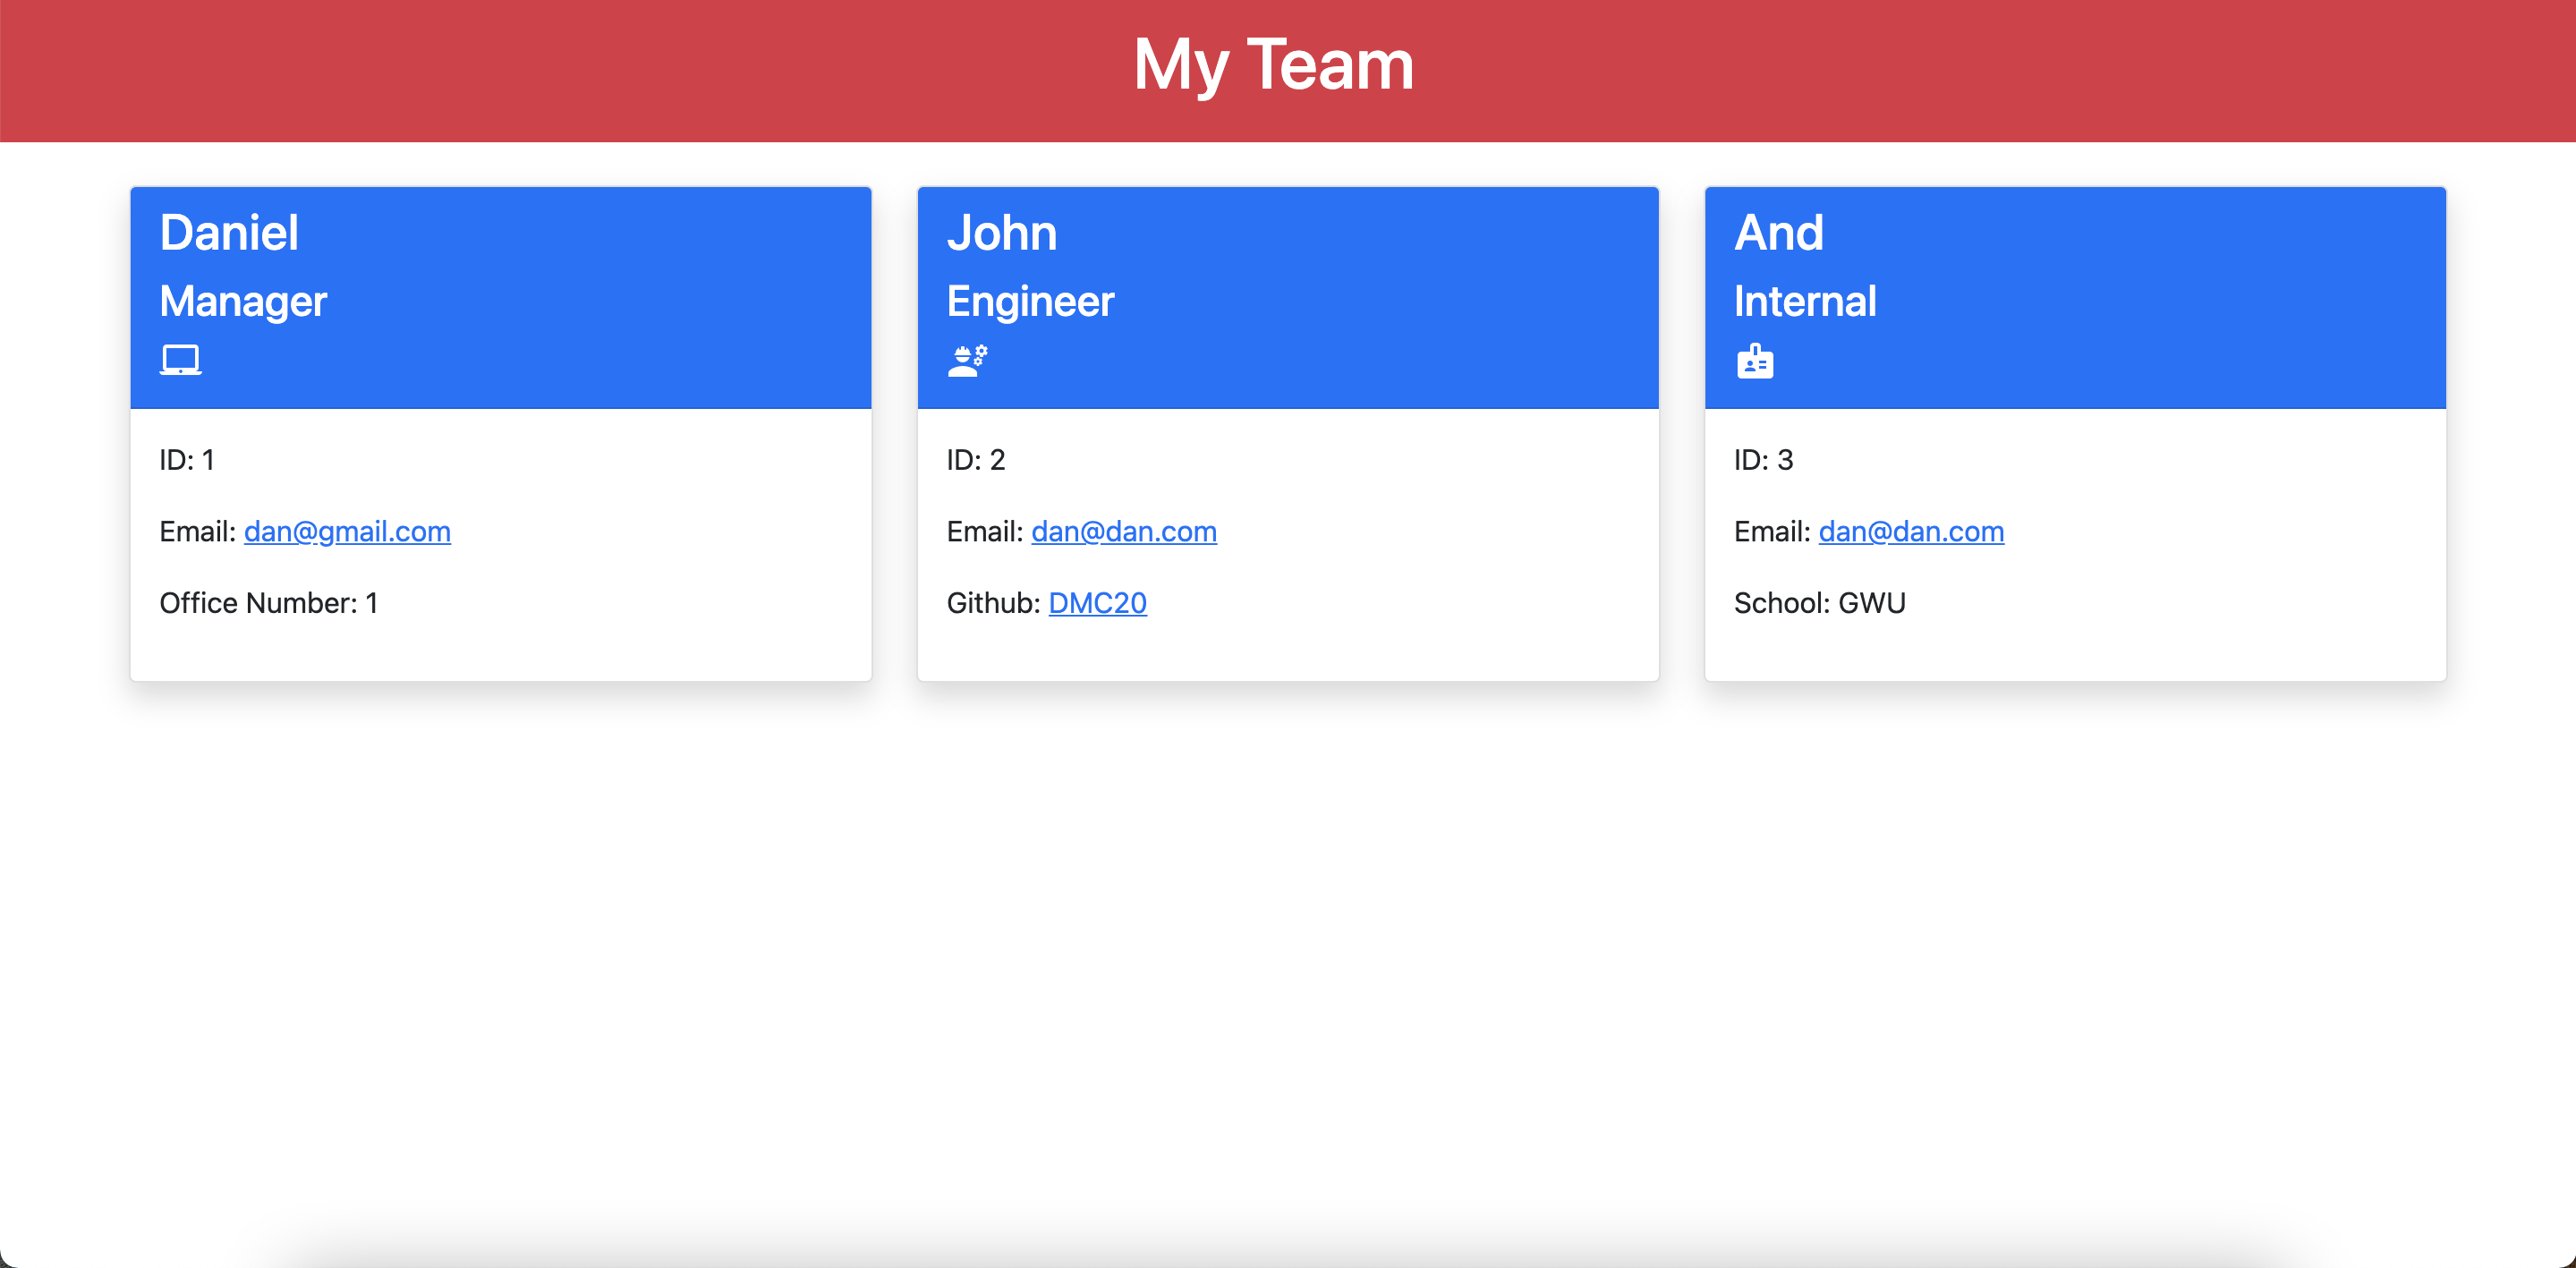 My Team
Daniel
Manager
ID: 1
Email: dan@gmail.com
Office Number: 1
John
Engineer
ID: 2
Email: dan@dan.com
Github: DMC20
And
Internal
ID: 3
Email: dan@dan.com
School: GWU